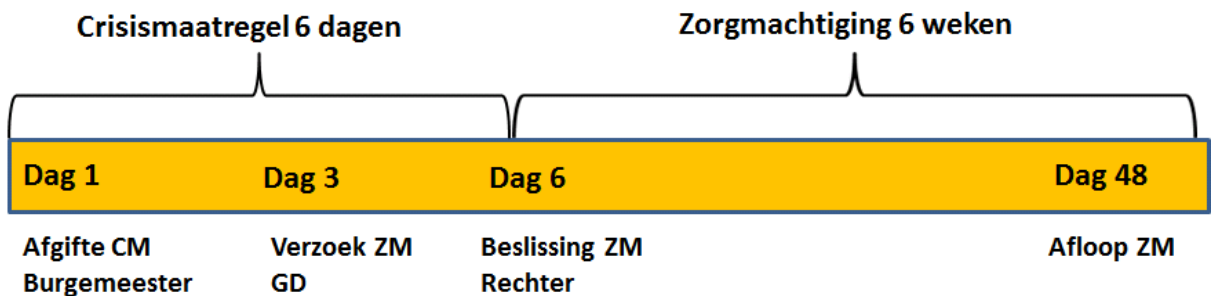 Crisismaatregel 6 dagen
Zorgmachtiging 6 weken
Dag 1
Dag 3
Dag 6
Dag 48
Afgifte CM
Burgemeester
Verzoek ZM
GD
Beslissing ZM
Rechter
Afloop ZM